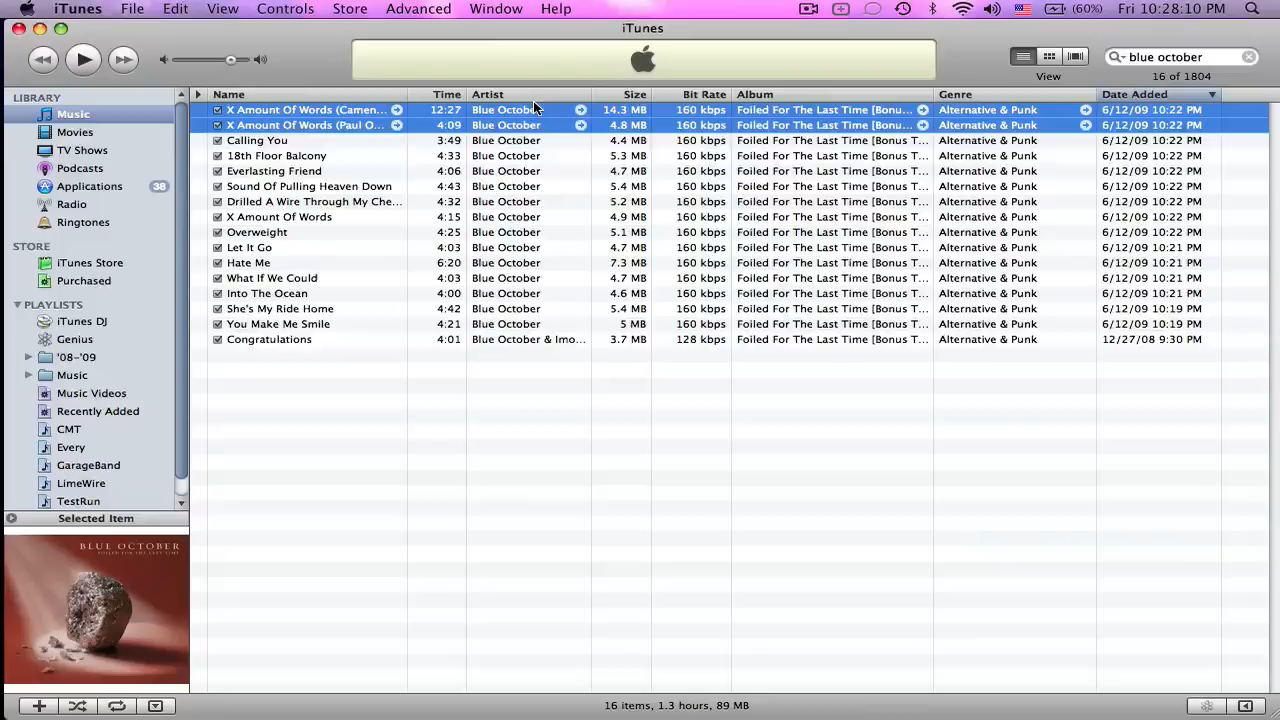 iTunes File Edit View Controls Store Advanced Window Help (60%) Fri 10:28:10 PM
iTunes
blue october
View 16 of 1804
LIBRARY
Music
Movies
TV Shows
Podcasts
Applications 38
Radio
Ringtones
STORE
iTunes Store
Purchased
PLAYLISTS
iTunes DJ
Genius
'08-'09
Music
Music Videos
Recently Added
CMT
Every
GarageBand
LimeWire
TestRun
Selected Item
BLUE OCTOBER
FOILED FOR THE LAST TIME
Name Time Artist Size Bit Rate Album Genre Date Added
X Amount Of Words (Camen... 12:27 Blue October 14.3 MB 160 kbps Failed For The Last Time [Bonu... Alternative & Punk 6/12/09 10:22 PM
X Amount Of Words (Paul O... 4:09 Blue October 4.8 MB 160 kbps Foiled For The Last Time [Bonu... Alternative & Punk 6/12/09 10:22 PM
Calling You 3:49 Blue October 4.4 MB 160 kbps Foiled For The Last Time [Bonus T... Alternative & Punk 6/12/09 10:22 PM
18th Floor Balcony 4:33 Blue October 5.3 MB 160 kbps Foiled For The Last Time [Bonus T... Alternative & Punk 6/12/09 10:22 PM
Everlasting Friend 4:06 Blue October 4.7 MB 160 kbps Foiled For The Last Time [Bonus T... Alternative & Punk 6/12/09 10:22 PM
Sound Of Pulling Heaven Down 4:43 Blue October 5.4 MB 160 kbps Foiled For The Last Time [Bonus T... Alternative & Punk 6/12/09 10:22 PM
Drilled A Wire Through My Che... 4:32 Blue October 5.2 MB 160 kbps Foiled For The Last Time [Bonus T... Alternative & Punk 6/12/09 10:22 PM
X Amount Of Words 4:15 Blue October 4.9 MB 160 kbps Foiled For The Last Time [Bonus T... Alternative & Punk 6/12/09 10:22 PM
Overweight 4:25 Blue October 5.1 MB 160 kbps Foiled For The Last Time [Bonus T... Alternative & Punk 6/12/09 10:22 PM
Let It Go 4:03 Blue October 4.7 MB 160 kbps Foiled For The Last Time [Bonus T... Alternative & Punk 6/12/09 10:21 PM
Hate Me 6:20 Blue October 7.3 MB 160 kbps Foiled For The Last Time [Bonus T... Alternative & Punk 6/12/09 10:21 PM
What If We Could 4:03 Blue October 4.7 MB 160 kbps Foiled For The Last Time [Bonus T... Alternative & Punk 6/12/09 10:21 PM
Into The Ocean 4:00 Blue October 4.6 MB 160 kbps Foiled For The Last Time [Bonus T... Alternative & Punk 6/12/09 10:21 PM
She's My Ride Home 4:42 Blue October 5.4 MB 160 kbps Foiled For The Last Time [Bonus T... Alternative & Punk 6/12/09 10:19 PM
You Make Me Smile 4:21 Blue October 5 MB 160 kbps Foiled For The Last Time [Bonus T... Alternative & Punk 6/12/09 10:19 PM
Congratulations 4:01 Blue October & Imo... 3.7 MB 128 kbps Foiled For The Last Time [Bonus T... Alternative & Punk 12/27/08 9:30 PM
16 items, 1.3 hours, 89 MB